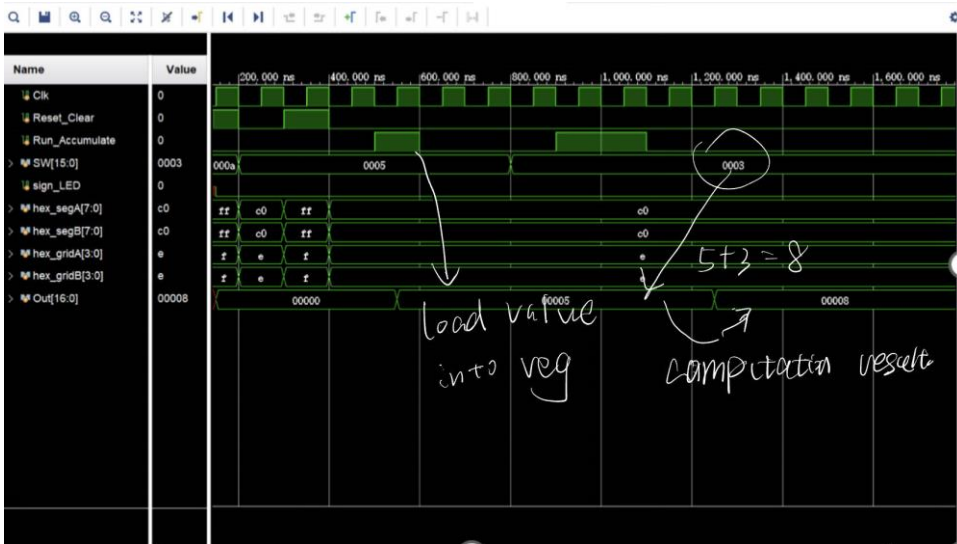 Name Value
200,000 ns 400,000 ns 600,000 ns 800,000 ns 1,000,000 ns 1,200,000 ns 1,400,000 ns 1,600,000 ns
Clk 0
Reset_Clear 0
Run_Accumulate 0
SW[15:0] 0003 000a 0005 0003
sign_LED 0
hex_segA[7:0] c0 ff c0 ff c0
hex_segB[7:0] c0 ff c0 ff c0
hex_gridA[3:0] e f e f e
hex_gridB[3:0] e f e f e
5+3=8
Out[16:0] 00008 00000 00005 00008
load value
into reg
computation result